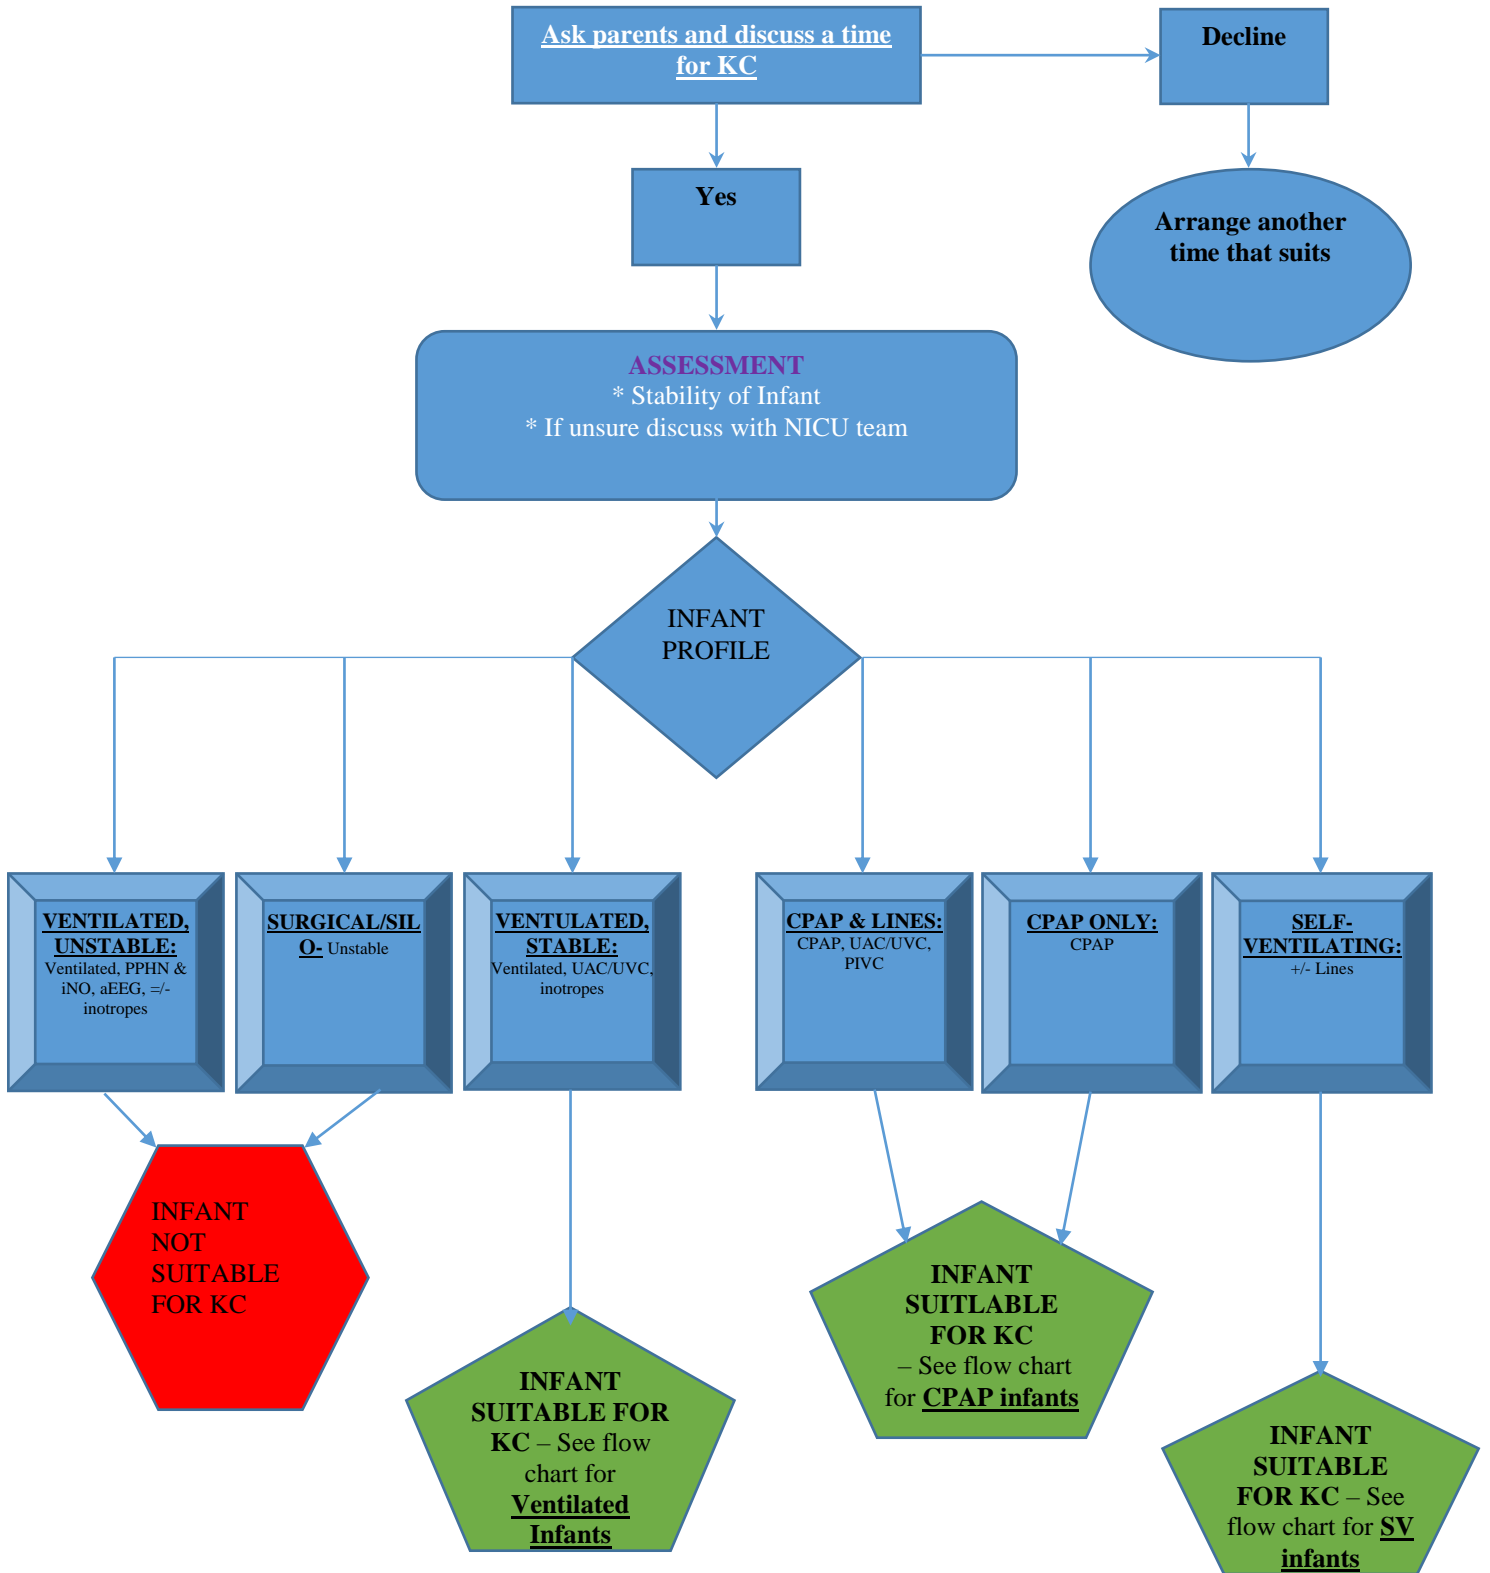 Ask parents and discuss a time
for KC
Decline
Yes
Arrange another
time that suits
ASSESSMENT
* Stability of Infant
* If unsure discuss with NICU team
INFANT
PROFILE
VENTILATED,
UNSTABLE:
Ventilated, PPHN &
iNO, aEEG, =/-
inotropes
SURGICAL/SIL
O- Unstable
VENTULATED,
STABLE:
Ventilated, UAC/UVC,
inotropes
CPAP & LINES:
CPAP, UAC/UVC,
PIVC
CPAP ONLY:
CPAP
SELF-
VENTILATING:
+/- Lines
INFANT
NOT
SUITABLE
FOR KC
INFANT
SUITABLE FOR
KC – See flow
chart for
Ventilated
Infants
INFANT
SUITLABLE
FOR KC
– See flow chart
for CPAP infants
INFANT
SUITABLE
FOR KC – See
flow chart for SV
infants